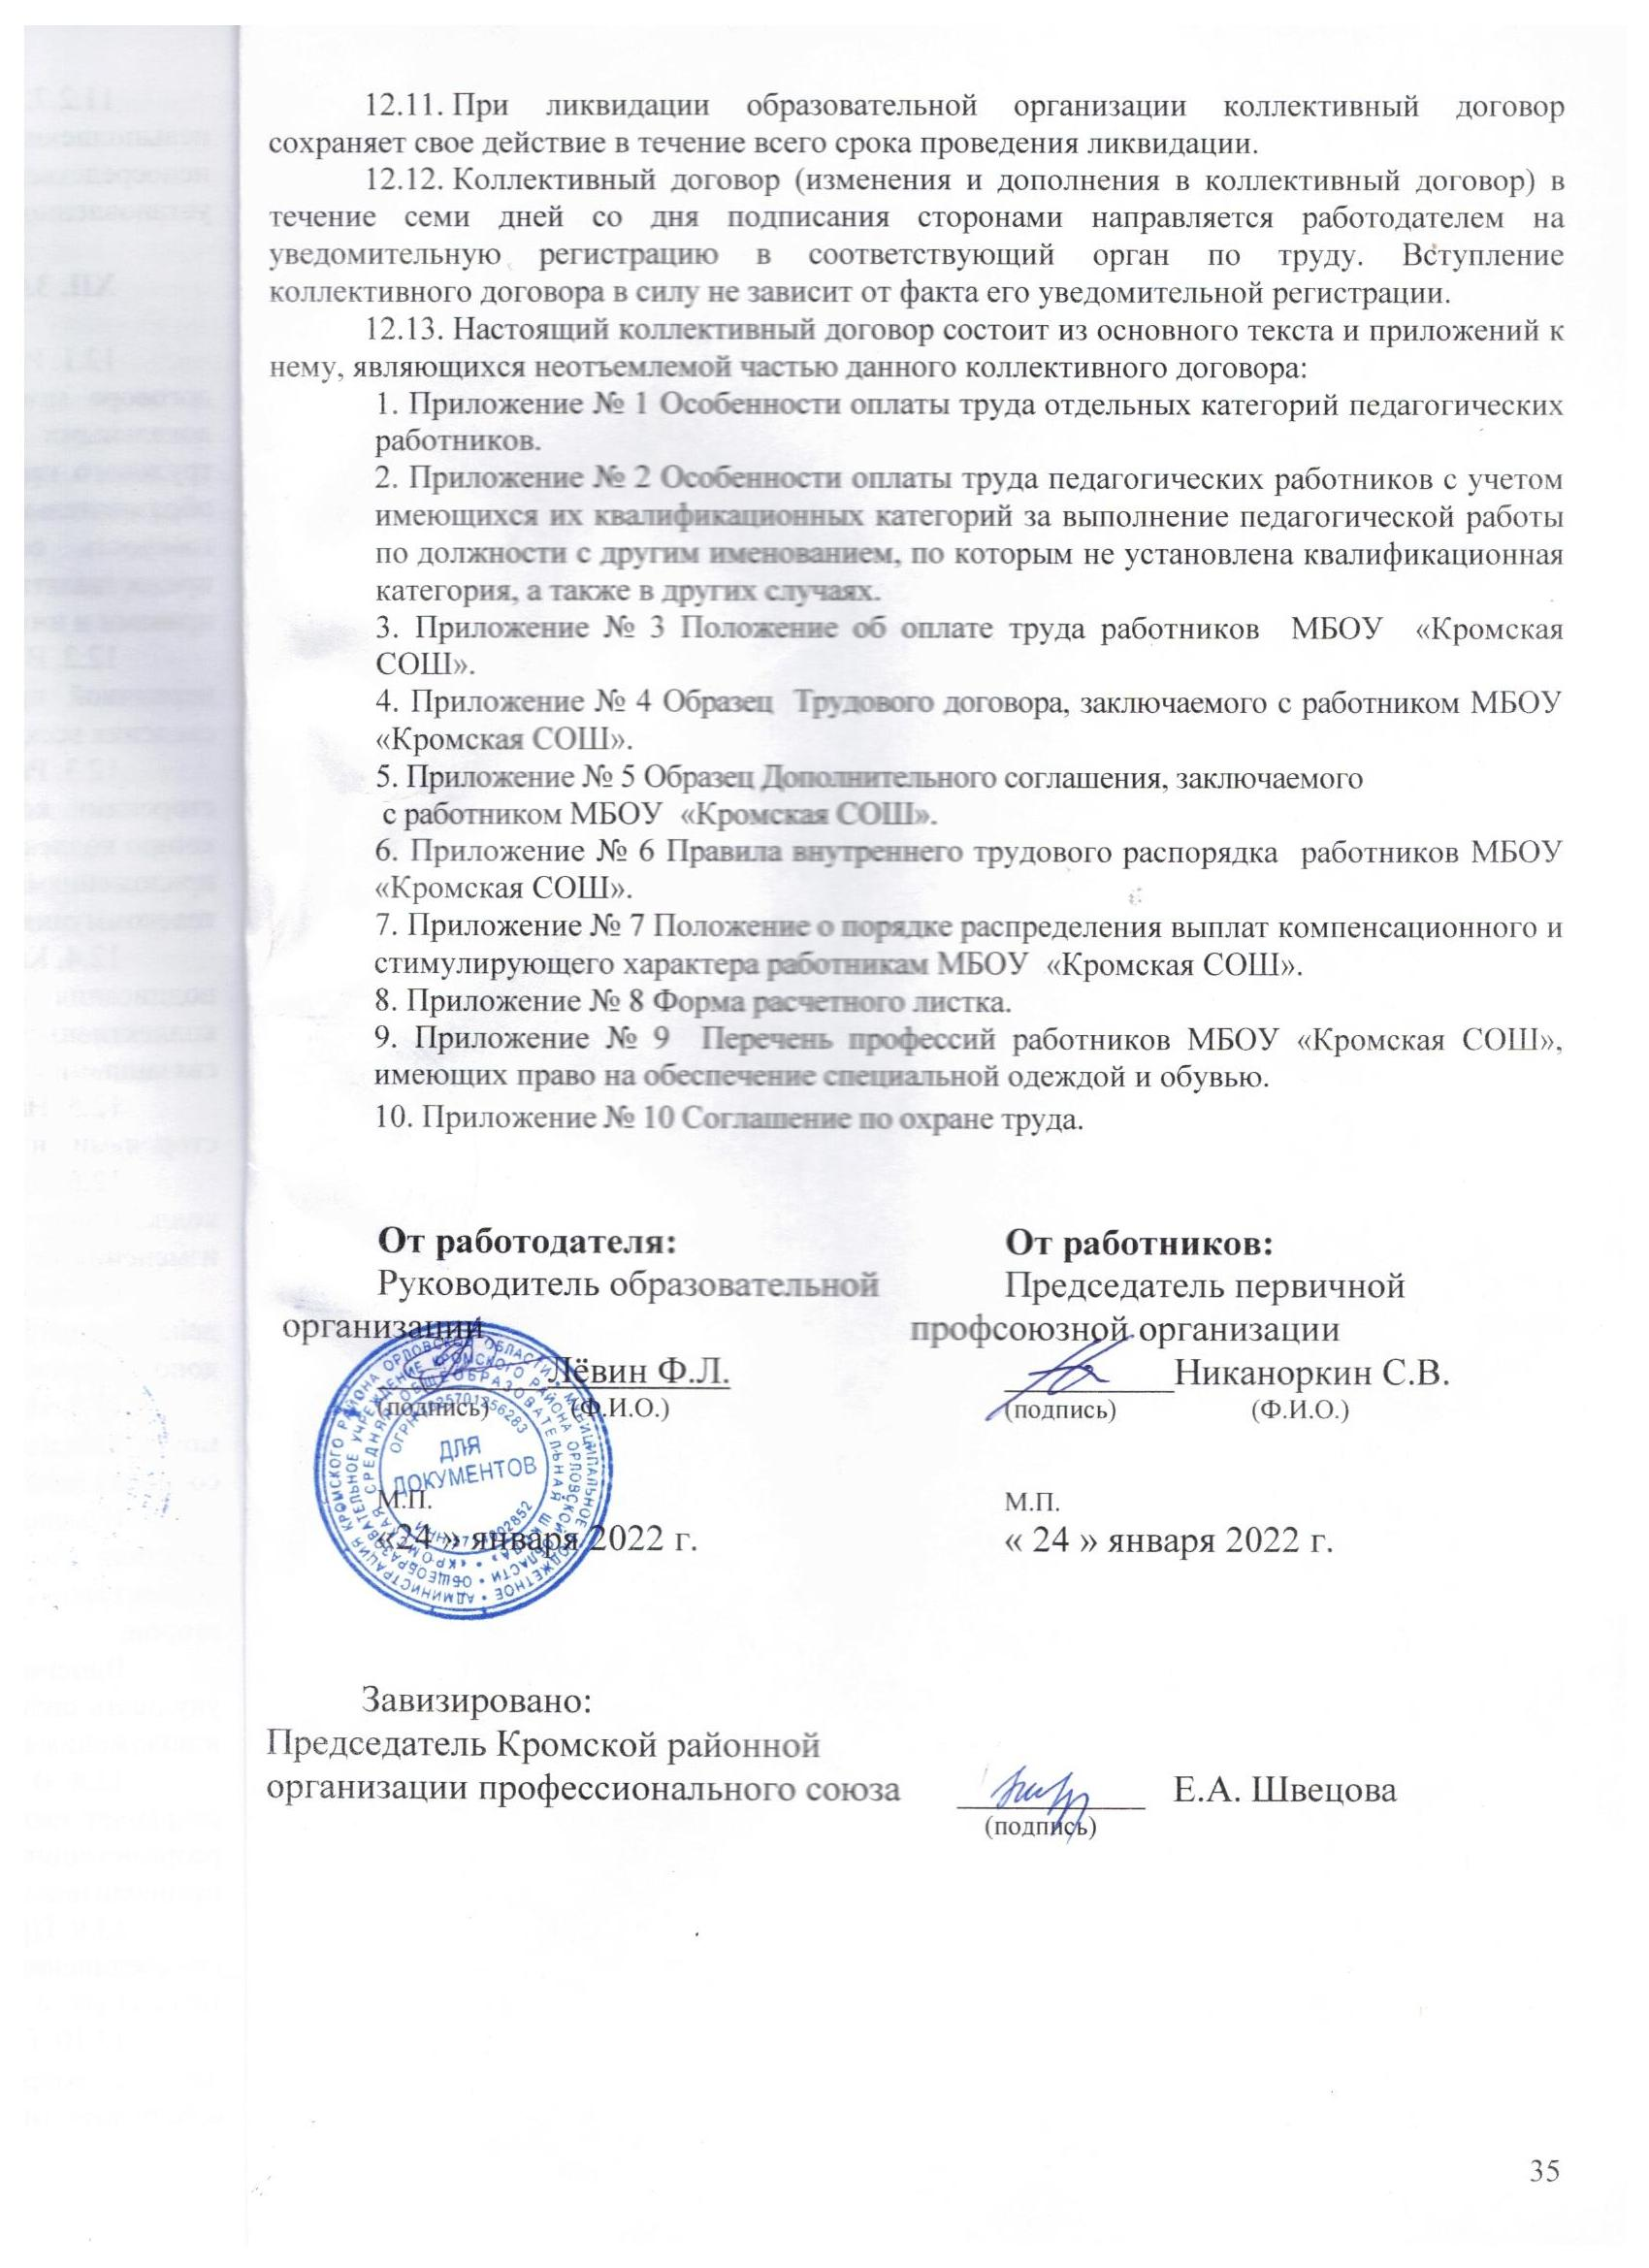 12.11. При ликвидации образовательной организации коллективный договор
сохраняет свое действие в течение всего срока проведения ликвидации.
12.12. Коллективный договор (изменения и дополнения в коллективный договор) в
течение семи дней со дня подписания сторонами направляется работодателем на
уведомительную регистрацию в соответствующий орган по труду. Вступление
коллективного договора в силу не зависит от факта его уведомительной регистрации.
12.13. Настоящий коллективный договор состоит из основного текста и приложений к
нему, являющихся неотъемлемой частью данного коллективного договора:
1. Приложение № 1 Особенности оплаты труда отдельных категорий педагогических
работников.
2. Приложение № 2 Особенности оплаты труда педагогических работников с учетом
имеющихся их квалификационных категорий за выполнение педагогической работы
по должности с другим именованием, по которым не установлена квалификационная
категория, а также в других случаях.
3. Приложение № 3 Положение об оплате труда работников МБОУ «Кромская
СОШ».
4. Приложение № 4 Образец Трудового договора, заключаемого с работником МБОУ
«Кромская СОШ».
5. Приложение № 5 Образец Дополнительного соглашения, заключаемого
с работником МБОУ «Кромская СОШ».
6. Приложение № 6 Правила внутреннего трудового распорядка работников МБОУ
«Кромская СОШ».
7. Приложение № 7 Положение о порядке распределения выплат компенсационного и
стимулирующего характера работникам МБОУ «Кромская СОШ».
8. Приложение № 8 Форма расчетного листка.
9. Приложение № 9 Перечень профессий работников МБОУ «Кромская СОШ»,
имеющих право на обеспечение специальной одеждой и обувью.
10. Приложение № 10 Соглашение по охране труда.
От работодателя:
Руководитель образовательной
организации
Лёвин Ф.Л.
(подпись) (Ф.И.О.)
М.П.
«24 » января 2022 г.
ДЛЯ
ДОКУМЕНТОВ
От работников:
Председатель первичной
профсоюзной организации
Никаноркин С.В.
(подпись) (Ф.И.О.)
М.П.
« 24 » января 2022 г.
Завизировано:
Председатель Кромской районной
организации профессионального союза Е.А. Швецова
(подпись)
35